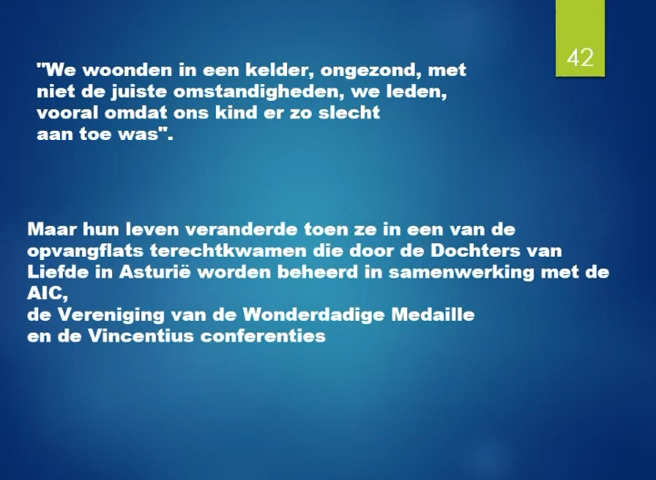 42
"We woonden in een kelder, ongezond, met
niet de juiste omstandigheden, we leden,
vooral omdat ons kind er zo slecht
aan toe was".
Maar hun leven veranderde toen ze in een van de
opvangflats terechtkwamen die door de Dochters van
Liefde in Asturië worden beheerd in samenwerking met de
AIC,
de Vereniging van de Wonderdadige Medaille
en de Vincentius conferenties